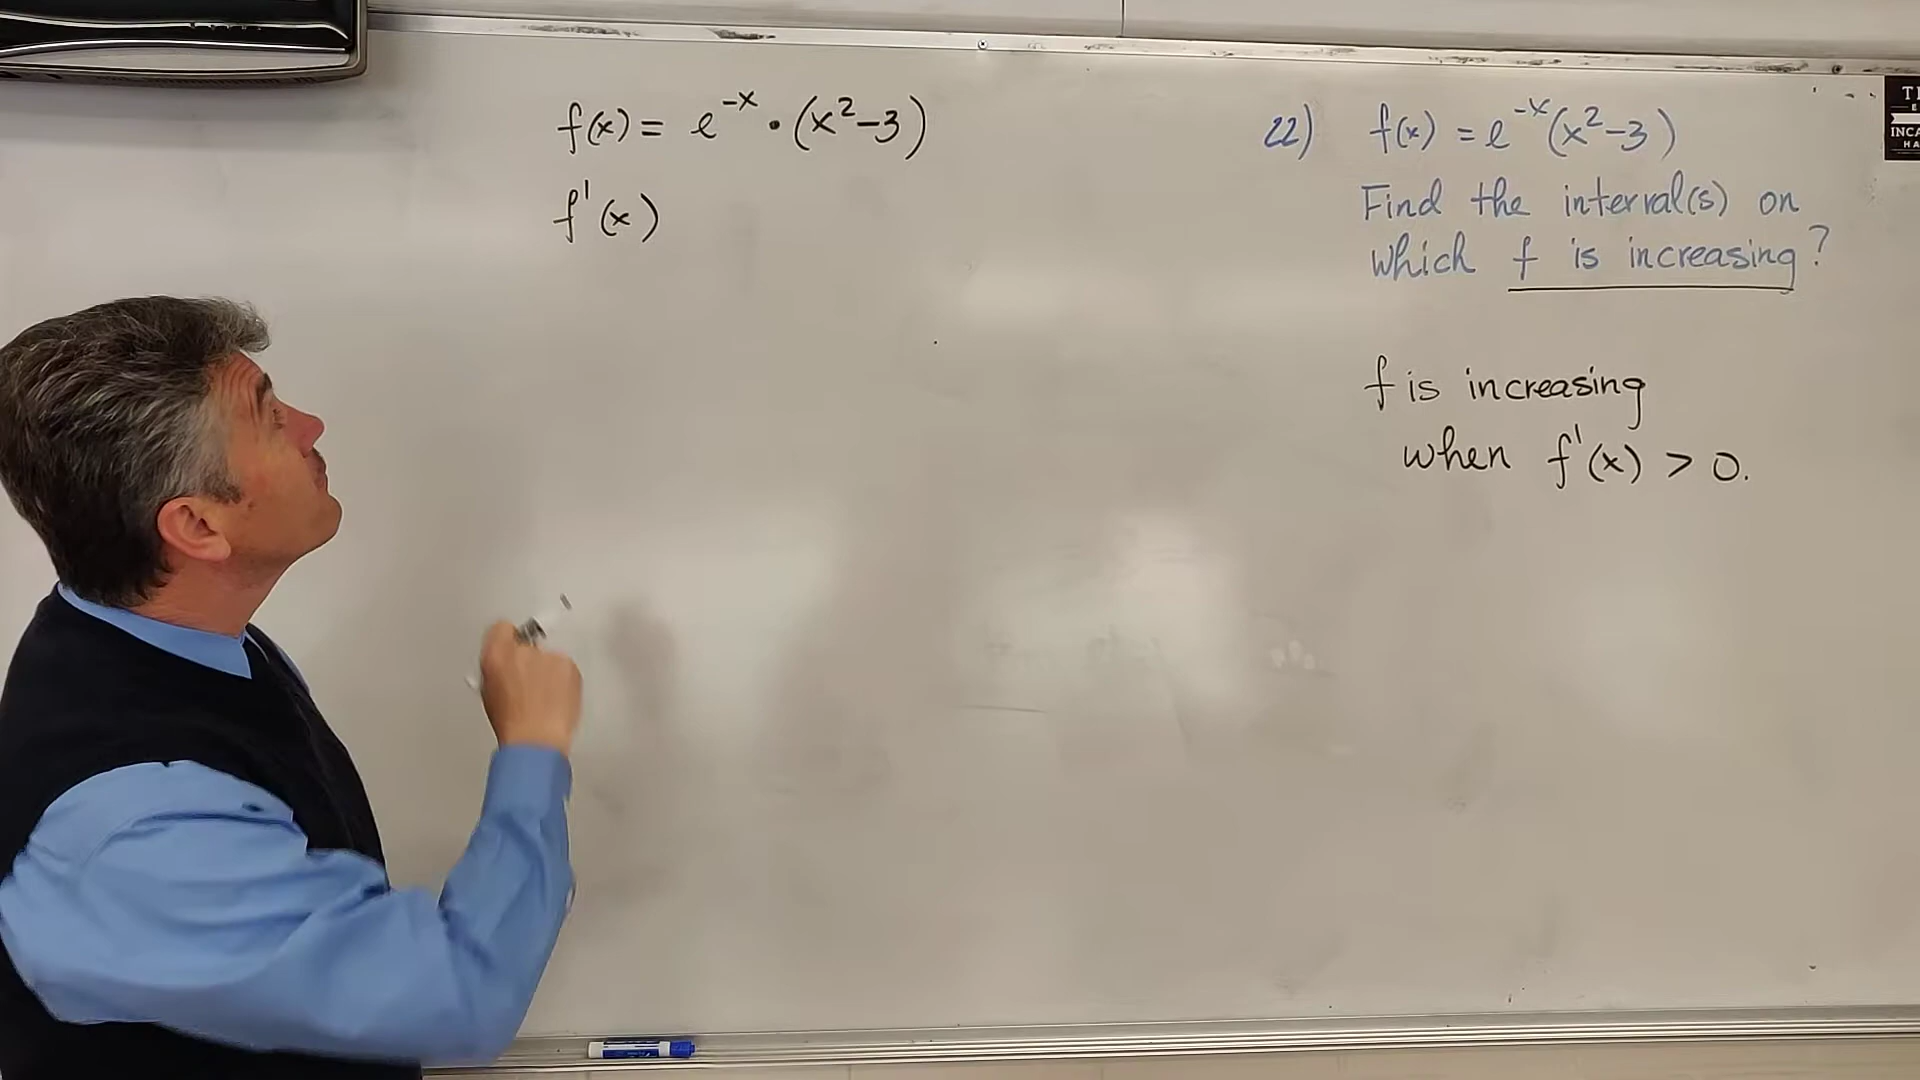 f(x) = e^{-x} · (x²-3)
f'(x)
22) f(x) = e^{-x}(x²-3)
Find the interval(s) on
which f is increasing?
f is increasing
when f'(x) > 0.